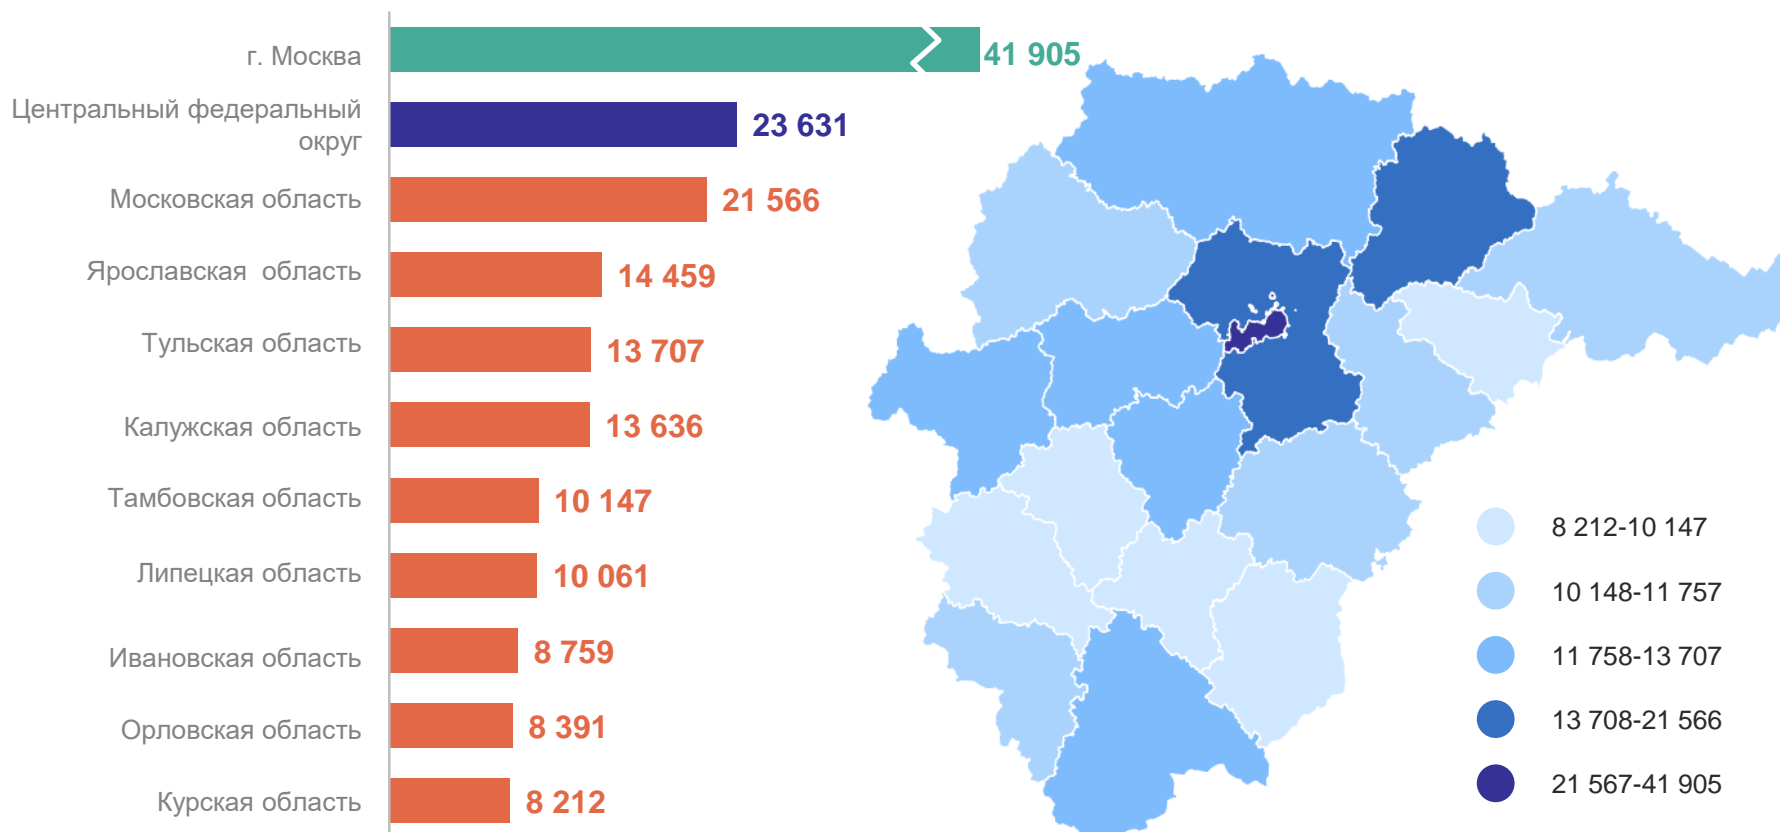 г. Москва
41 905
Центральный федеральный
округ
23 631
Московская область
21 566
Ярославская  область
14 459
Тульская область
13 707
Калужская область
13 636
Тамбовская область
10 147
Липецкая область
10 061
Ивановская область
8 759
Орловская область
8 391
Курская область
8 212
8 212-10 147
10 148-11 757
11 758-13 707
13 708-21 566
21 567-41 905